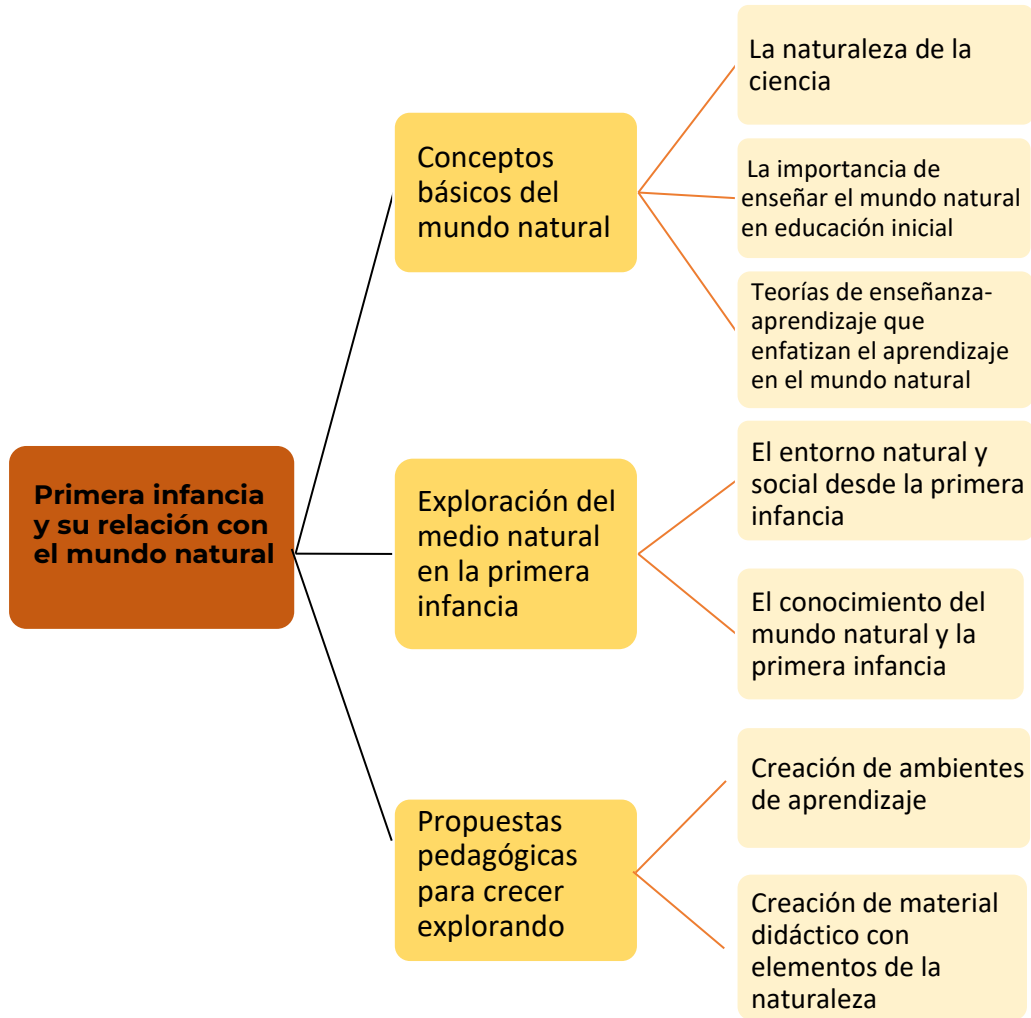 Primera infancia
y su relación con
el mundo natural
Conceptos
básicos del
mundo natural
La naturaleza de la
ciencia
La importancia de
enseñar el mundo natural
en educación inicial
Teorías de enseñanza-
aprendizaje que
enfatizan el aprendizaje
en el mundo natural
Exploración del
medio natural
en la primera
infancia
El entorno natural y
social desde la primera
infancia
El conocimiento del
mundo natural y la
primera infancia
Propuestas
pedagógicas
para crecer
explorando
Creación de ambientes
de aprendizaje
Creación de material
didáctico con
elementos de la
naturaleza